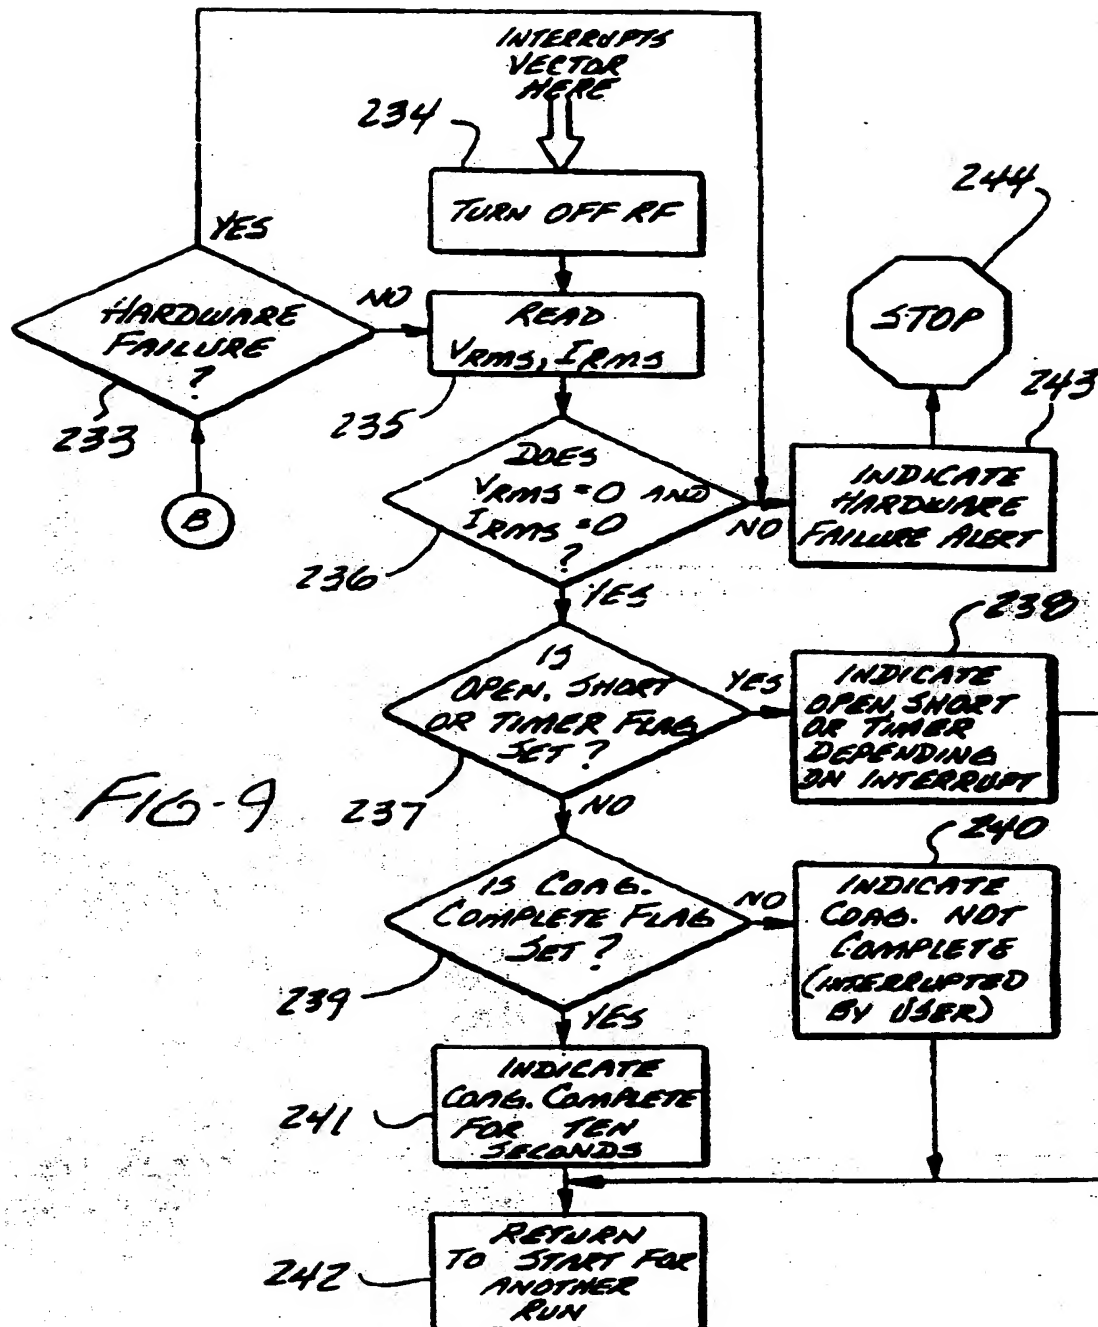 INTERRUPTS
VECTOR
HERE
234
TURN OFF RF
244
STOP
YES
HARDWARE
FAILURE
?
NO
READ
VRMS, IRMS
233
235
243
B
DOES
VRMS = 0 AND
IRMS = 0
?
NO
INDICATE
HARDWARE
FAILURE ALERT
236
YES
238
IS
OPEN, SHORT
OR TIMER FLAG
SET?
YES
INDICATE
OPEN, SHORT
OR TIMER
DEPENDING
ON INTERRUPT
FIG-9
237
NO
240
IS COAG.
COMPLETE FLAG
SET?
NO
INDICATE
COAG. NOT
COMPLETE
(INTERRUPTED
BY USER)
239
YES
INDICATE
COAG. COMPLETE
FOR TEN
SECONDS
241
RETURN
TO START FOR
ANOTHER
RUN
242